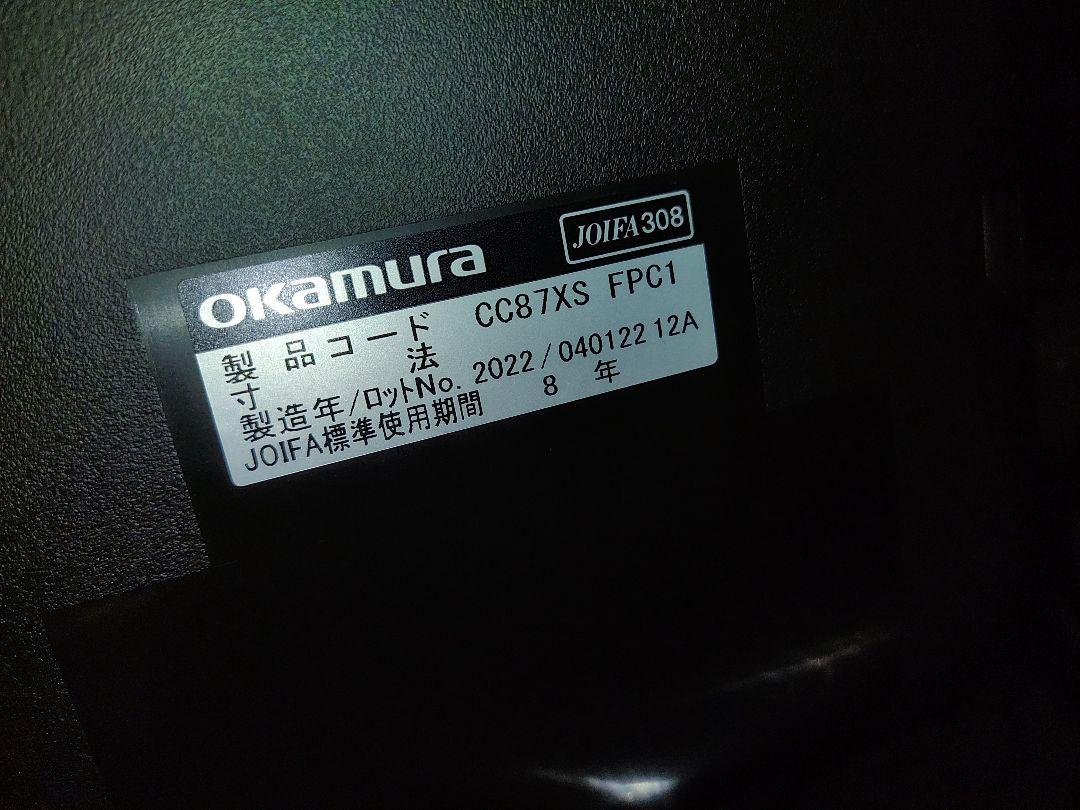 okamura
JOIFA308
製品コード CC87XS FPC1
寸 法
製造年/ロットNo. 2022/040122 12A
JOIFA標準使用期間 8 年